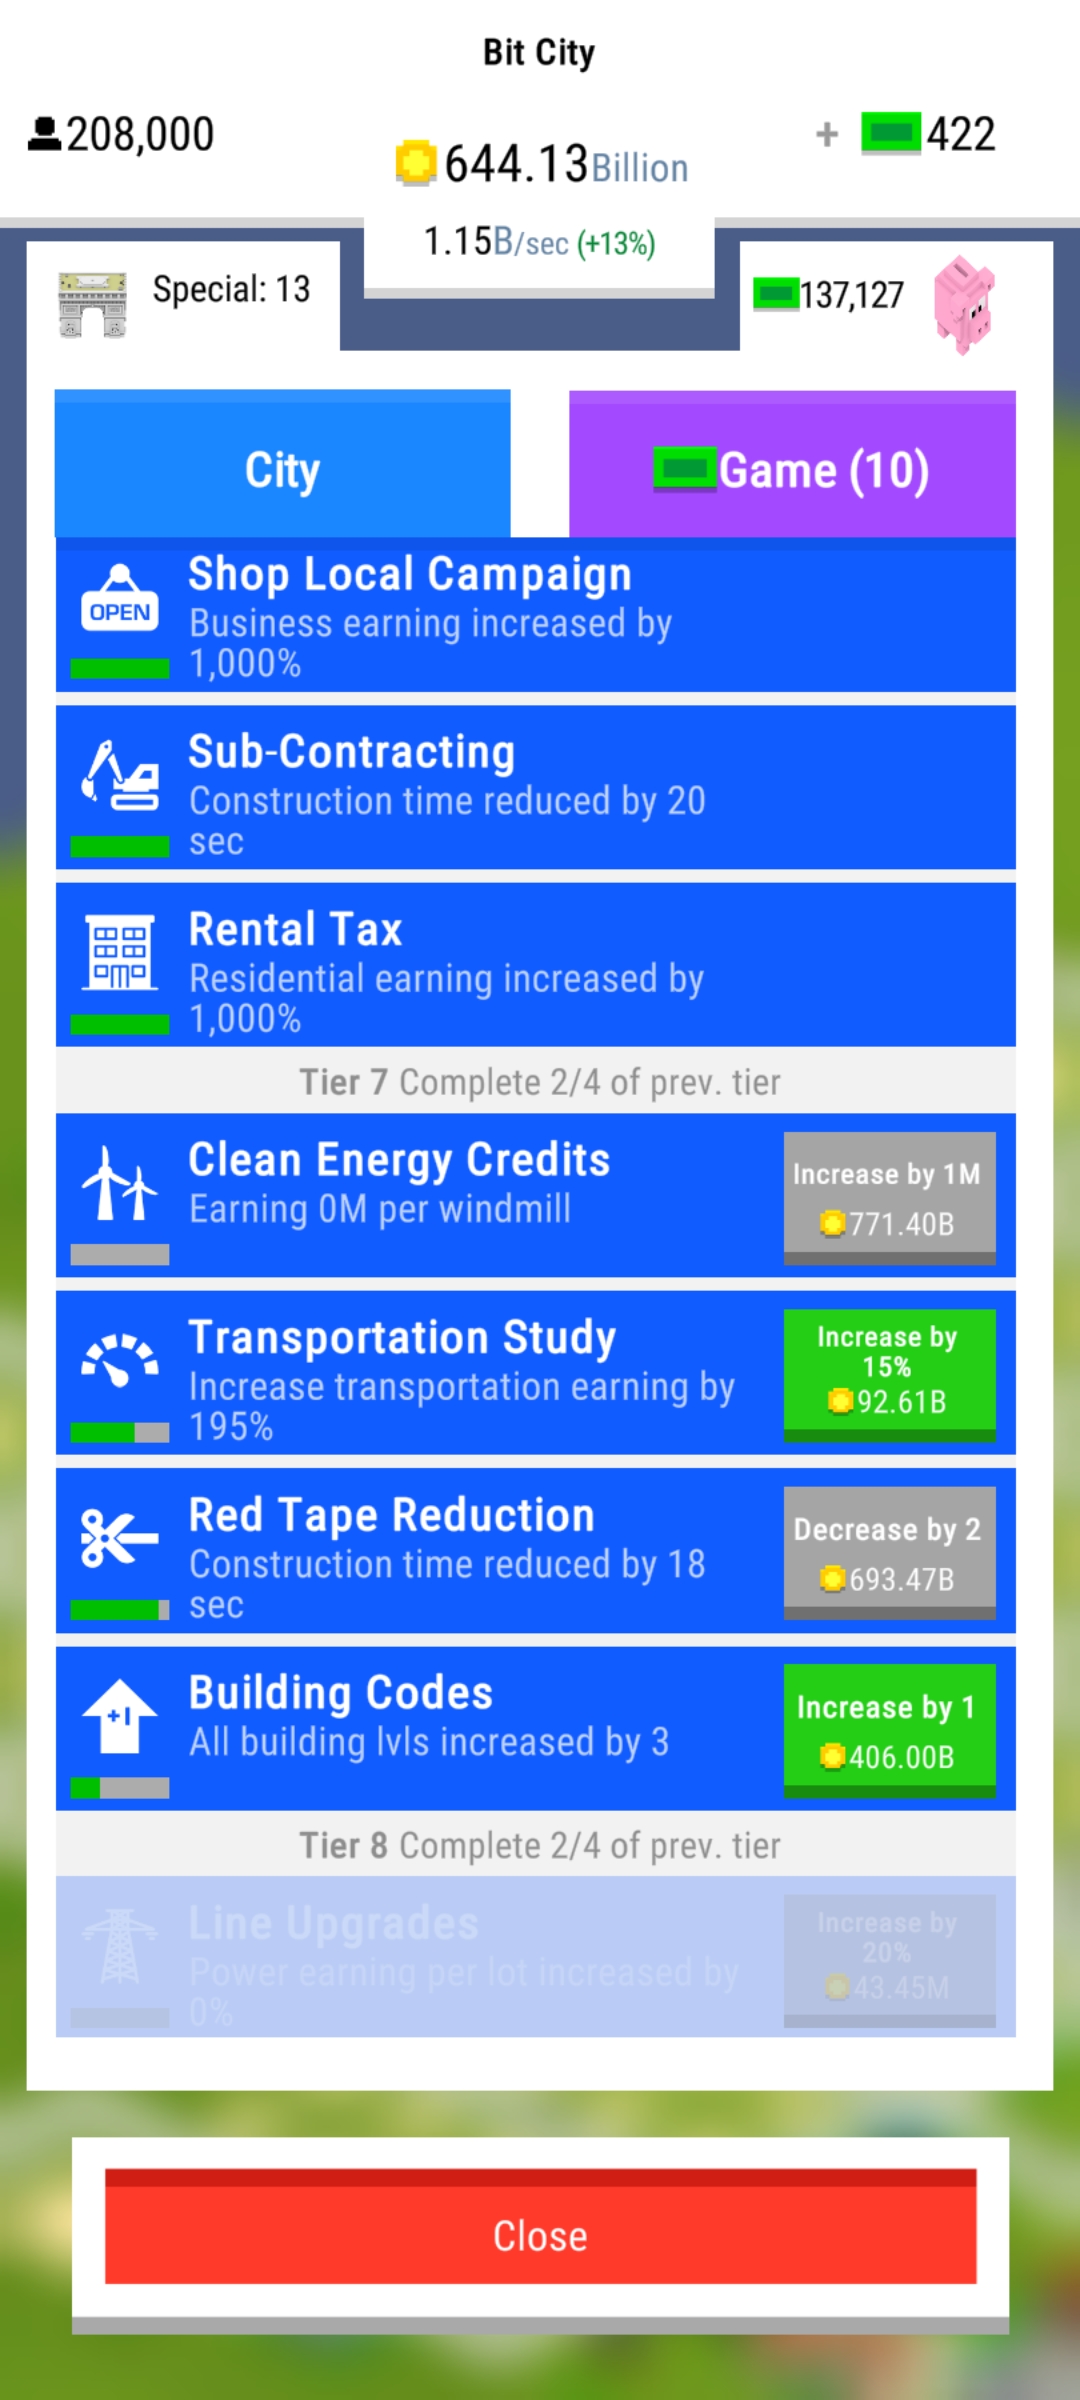 Bit City
208,000
644.13Billion
+ 422
1.15B/sec (+13%)
Special: 13
137,127
City
Game (10)
OPEN
Shop Local Campaign
Business earning increased by
1,000%
Sub-Contracting
Construction time reduced by 20
sec
Rental Tax
Residential earning increased by
1,000%
Tier 7 Complete 2/4 of prev. tier
Clean Energy Credits
Earning 0M per windmill
Increase by 1M
771.40B
Transportation Study
Increase transportation earning by
195%
Increase by
15%
92.61B
Red Tape Reduction
Construction time reduced by 18
sec
Decrease by 2
693.47B
+1
Building Codes
All building lvls increased by 3
Increase by 1
406.00B
Tier 8 Complete 2/4 of prev. tier
Line Upgrades
Power earning per lot increased by
0%
Increase by
20%
43.45M
Close